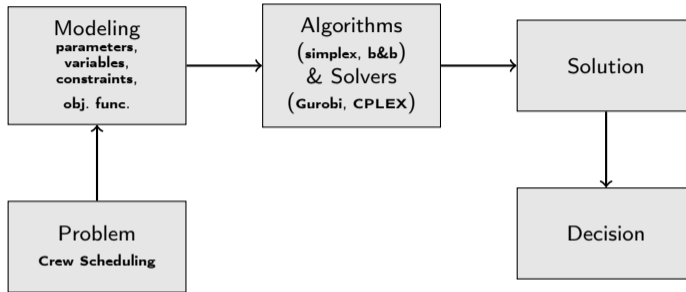 Modeling
parameters,
variables,
constraints,
obj. func.
Algorithms
(simplex, b&b)
& Solvers
(Gurobi, CPLEX)
Solution
Problem
Crew Scheduling
Decision